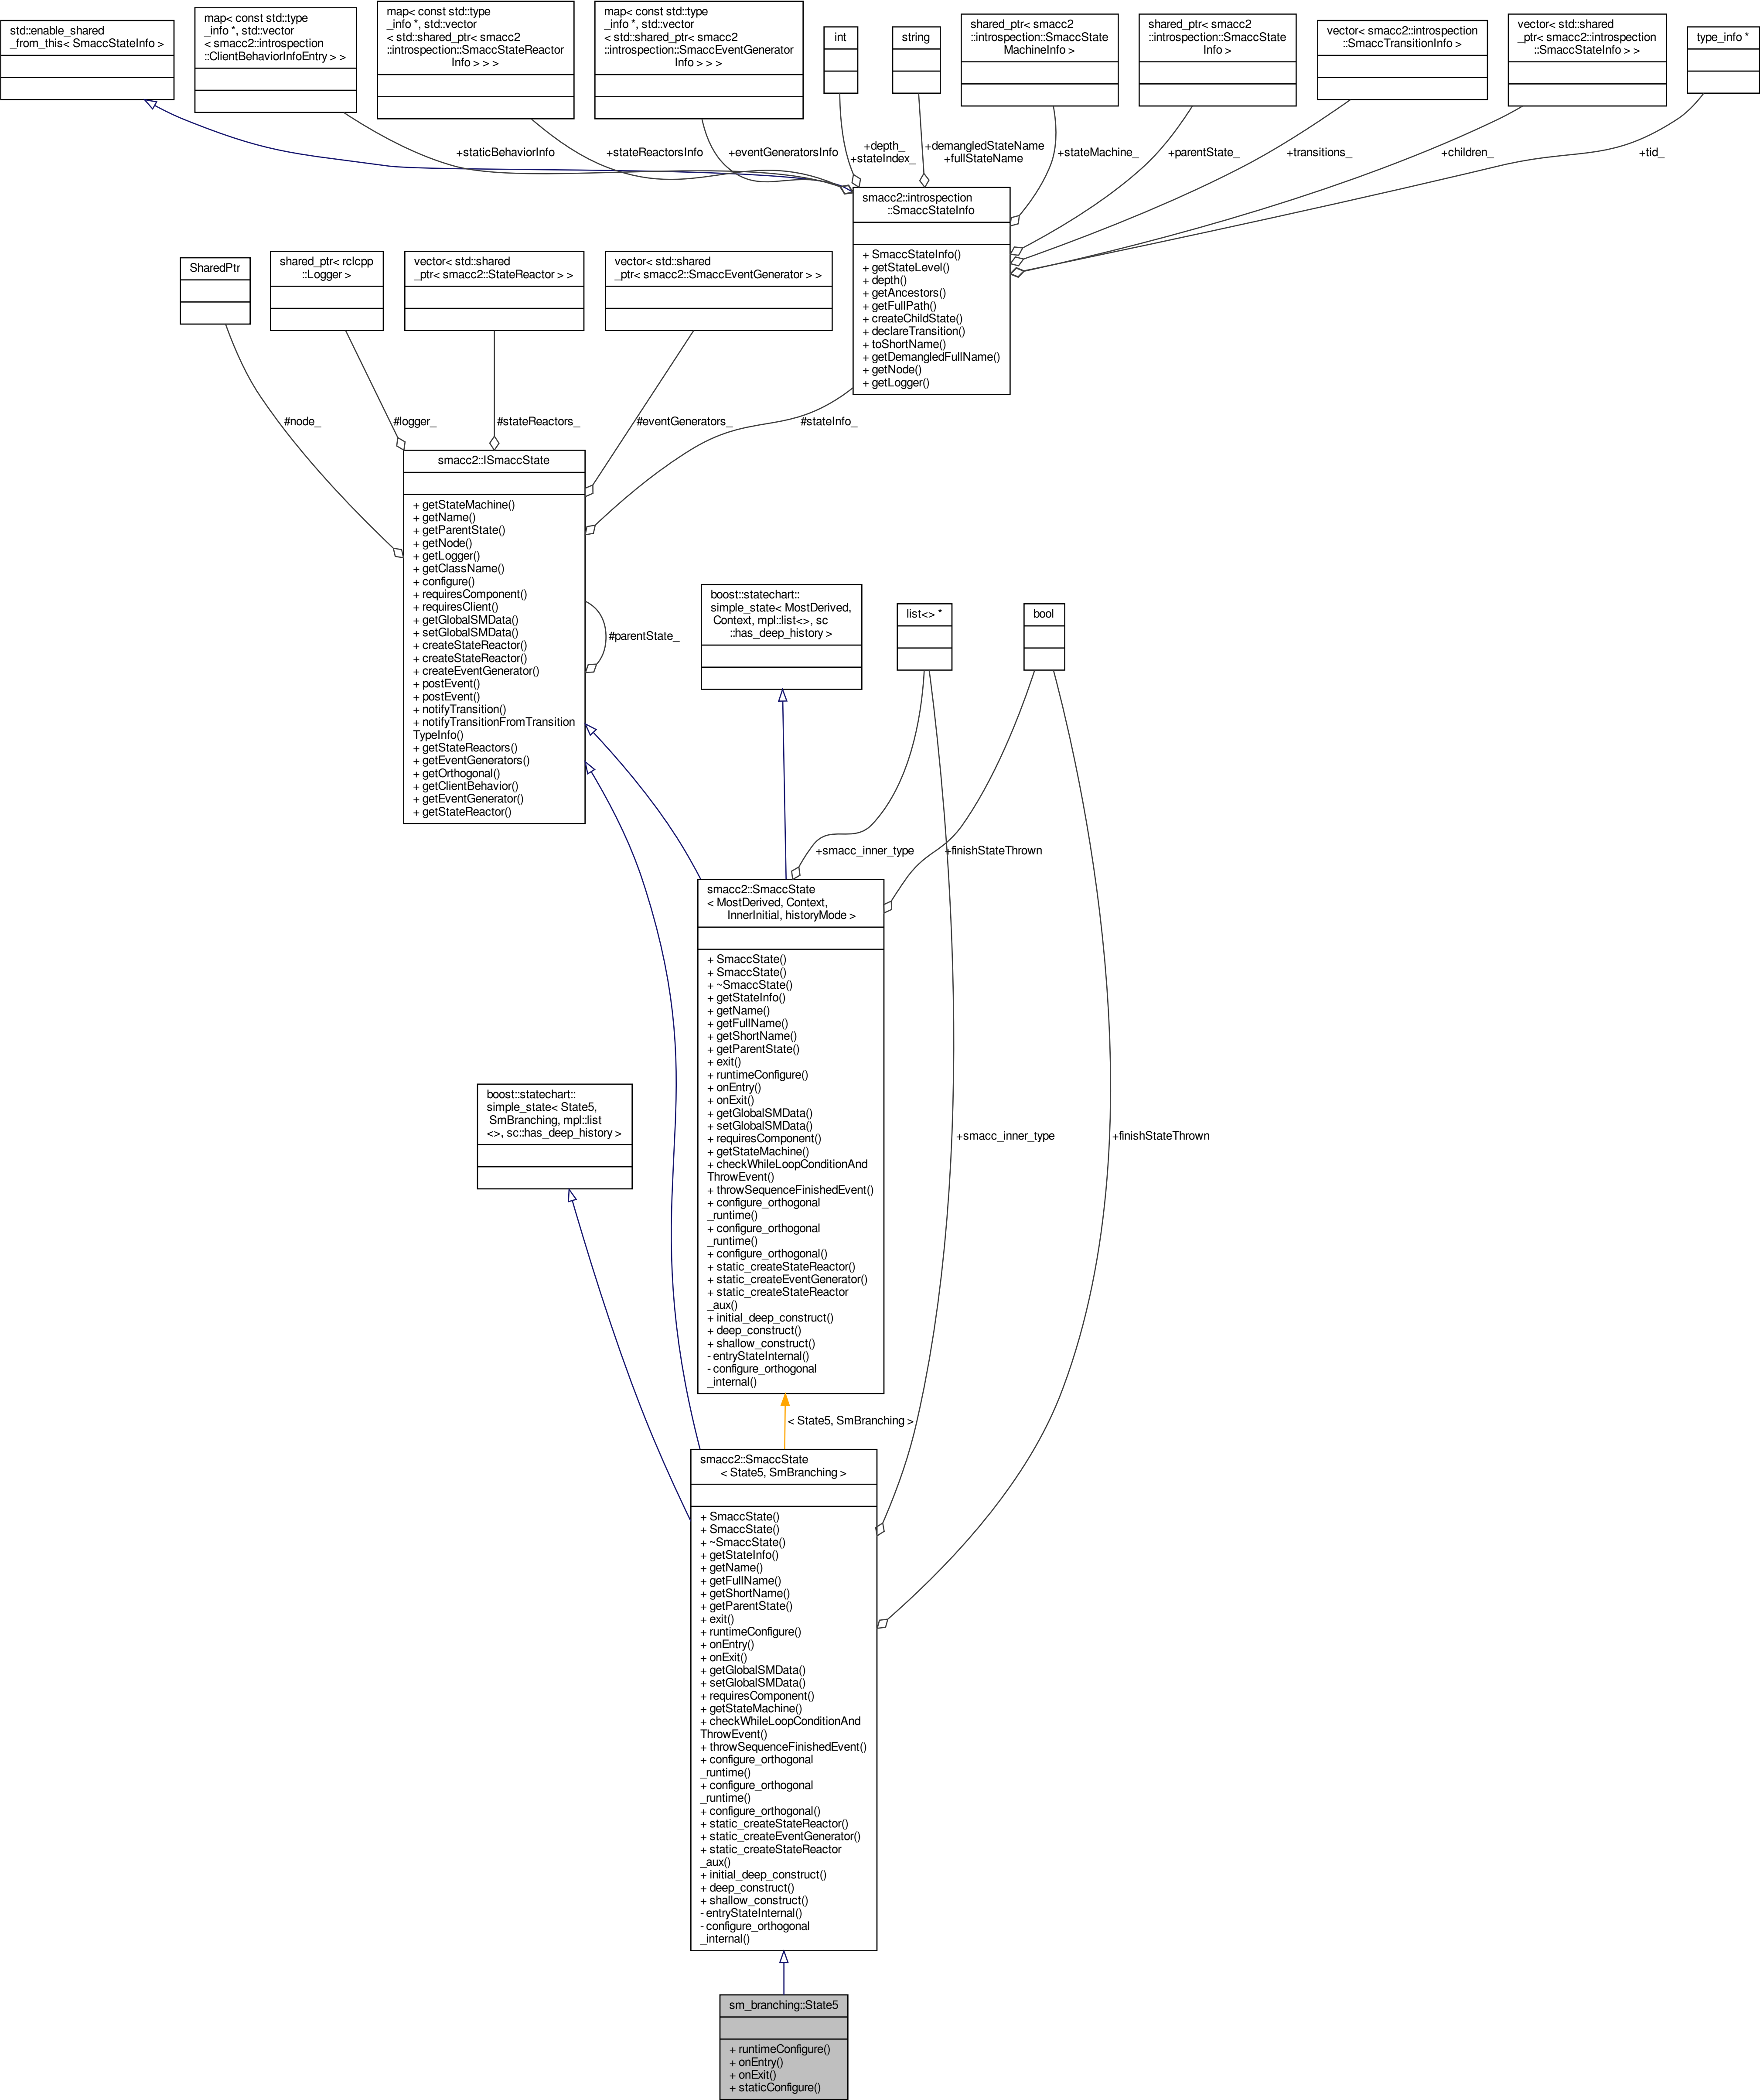 std::enable_shared
_from_this< SmaccStateInfo >
map< const std::type
_info *, std::vector
< smacc2::introspection
::ClientBehaviorInfoEntry > >
map< const std::type
_info *, std::vector
< std::shared_ptr< smacc2
::introspection::SmaccStateReactor
Info > > >
map< const std::type
_info *, std::vector
< std::shared_ptr< smacc2
::introspection::SmaccEventGenerator
Info > > >
int
string
shared_ptr< smacc2
::introspection::SmaccState
MachineInfo >
shared_ptr< smacc2
::introspection::SmaccState
Info >
vector< smacc2::introspection
::SmaccTransitionInfo >
vector< std::shared
_ptr< smacc2::introspection
::SmaccStateInfo > >
type_info *
+staticBehaviorInfo
+stateReactorsInfo
+eventGeneratorsInfo
+depth_
+stateIndex_
+demangledStateName
+fullStateName
+stateMachine_
+parentState_
+transitions_
+children_
+tid_
smacc2::introspection
::SmaccStateInfo
+ SmaccStateInfo()
+ getStateLevel()
+ depth()
+ getAncestors()
+ getFullPath()
+ createChildState()
+ declareTransition()
+ toShortName()
+ getDemangledFullName()
+ getNode()
+ getLogger()
SharedPtr
shared_ptr< rclcpp
::Logger >
vector< std::shared
_ptr< smacc2::StateReactor > >
vector< std::shared
_ptr< smacc2::SmaccEventGenerator > >
#node_
#logger_
#stateReactors_
#eventGenerators_
#stateInfo_
smacc2::ISmaccState
+ getStateMachine()
+ getName()
+ getParentState()
+ getNode()
+ getLogger()
+ getClassName()
+ configure()
+ requiresComponent()
+ requiresClient()
+ getGlobalSMData()
+ setGlobalSMData()
+ createStateReactor()
+ createStateReactor()
+ createEventGenerator()
+ postEvent()
+ postEvent()
+ notifyTransition()
+ notifyTransitionFromTransition
TypeInfo()
+ getStateReactors()
+ getEventGenerators()
+ getOrthogonal()
+ getClientBehavior()
+ getEventGenerator()
+ getStateReactor()
#parentState_
boost::statechart::
simple_state< MostDerived,
Context, mpl::list<>, sc
::has_deep_history >
list<> *
bool
+smacc_inner_type
+finishStateThrown
smacc2::SmaccState
< MostDerived, Context,
InnerInitial, historyMode >
+ SmaccState()
+ SmaccState()
+ ~SmaccState()
+ getStateInfo()
+ getName()
+ getFullName()
+ getShortName()
+ getParentState()
+ exit()
+ runtimeConfigure()
+ onEntry()
+ onExit()
+ getGlobalSMData()
+ setGlobalSMData()
+ requiresComponent()
+ getStateMachine()
+ checkWhileLoopConditionAnd
ThrowEvent()
+ throwSequenceFinishedEvent()
+ configure_orthogonal
_runtime()
+ configure_orthogonal
_runtime()
+ configure_orthogonal()
+ static_createStateReactor()
+ static_createEventGenerator()
+ static_createStateReactor
_aux()
+ initial_deep_construct()
+ deep_construct()
+ shallow_construct()
- entryStateInternal()
- configure_orthogonal
_internal()
boost::statechart::
simple_state< State5,
SmBranching, mpl::list
<>, sc::has_deep_history >
+smacc_inner_type
+finishStateThrown
< State5, SmBranching >
smacc2::SmaccState
< State5, SmBranching >
+ SmaccState()
+ SmaccState()
+ ~SmaccState()
+ getStateInfo()
+ getName()
+ getFullName()
+ getShortName()
+ getParentState()
+ exit()
+ runtimeConfigure()
+ onEntry()
+ onExit()
+ getGlobalSMData()
+ setGlobalSMData()
+ requiresComponent()
+ getStateMachine()
+ checkWhileLoopConditionAnd
ThrowEvent()
+ throwSequenceFinishedEvent()
+ configure_orthogonal
_runtime()
+ configure_orthogonal
_runtime()
+ configure_orthogonal()
+ static_createStateReactor()
+ static_createEventGenerator()
+ static_createStateReactor
_aux()
+ initial_deep_construct()
+ deep_construct()
+ shallow_construct()
- entryStateInternal()
- configure_orthogonal
_internal()
sm_branching::State5
+ runtimeConfigure()
+ onEntry()
+ onExit()
+ staticConfigure()